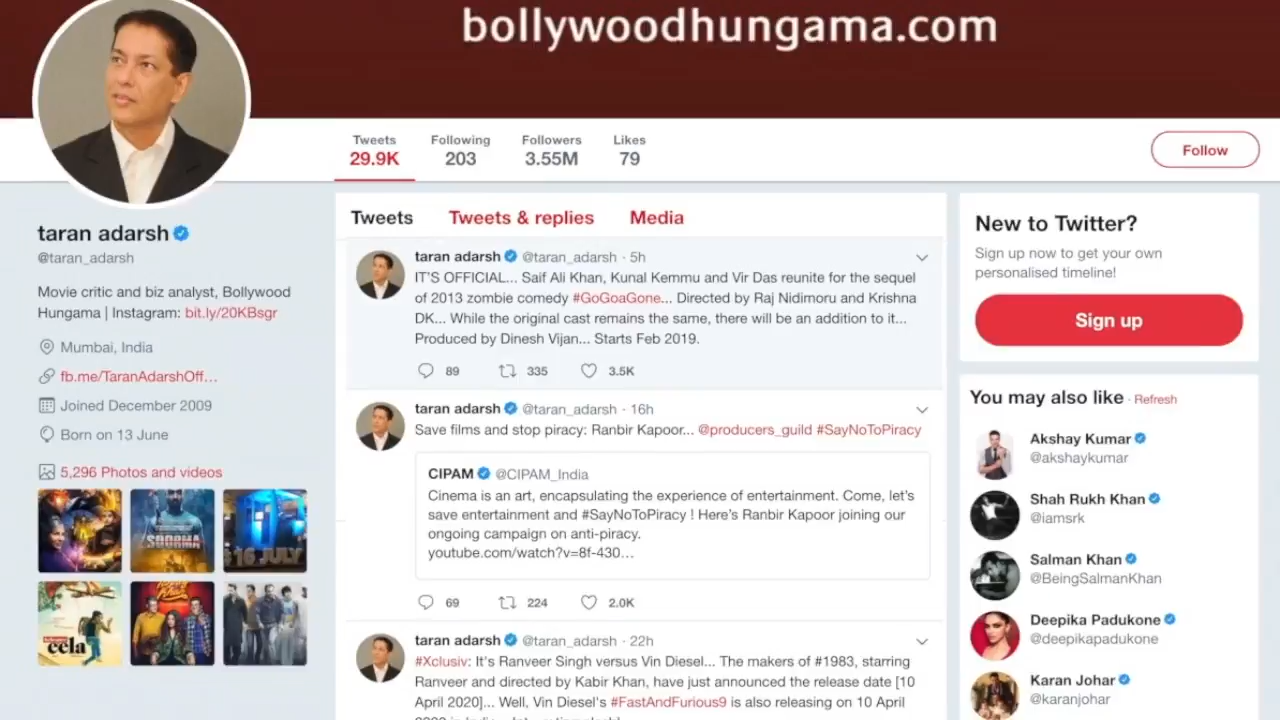 bollywoodhungama.com
Tweets
29.9K
Following
203
Followers
3.55M
Likes
79
Follow
taran adarsh
@taran_adarsh
Movie critic and biz analyst, Bollywood
Hungama | Instagram: bit.ly/20KBsgr
Mumbai, India
fb.me/TaranAdarshOff…
Joined December 2009
Born on 13 June
5,296 Photos and videos
SOORMA
16 JULY
eela
Tweets Tweets & replies Media
taran adarsh @taran_adarsh · 5h
IT'S OFFICIAL... Saif Ali Khan, Kunal Kemmu and Vir Das reunite for the sequel
of 2013 zombie comedy #GoGoaGone... Directed by Raj Nidimoru and Krishna
DK... While the original cast remains the same, there will be an addition to it...
Produced by Dinesh Vijan... Starts Feb 2019.
89 335 3.5K
taran adarsh @taran_adarsh · 16h
Save films and stop piracy: Ranbir Kapoor... @producers_guild #SayNoToPiracy
CIPAM @CIPAM_India
Cinema is an art, encapsulating the experience of entertainment. Come, let's
save entertainment and #SayNoToPiracy ! Here's Ranbir Kapoor joining our
ongoing campaign on anti-piracy.
youtube.com/watch?v=8f-430…
69 224 2.0K
taran adarsh @taran_adarsh · 22h
#Xclusiv: It's Ranveer Singh versus Vin Diesel... The makers of #1983, starring
Ranveer and directed by Kabir Khan, have just announced the release date [10
April 2020]... Well, Vin Diesel's #FastAndFurious9 is also releasing on 10 April
New to Twitter?
Sign up now to get your own
personalised timeline!
Sign up
You may also like · Refresh
Akshay Kumar
@akshaykumar
Shah Rukh Khan
@iamsrk
Salman Khan
@BeingSalmanKhan
Deepika Padukone
@deepikapadukone
Karan Johar
@karanjohar